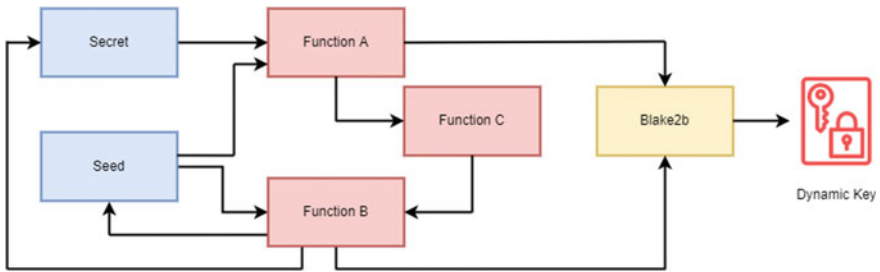 Secret
Function A
Function C
Blake2b
Seed
Function B
Dynamic Key